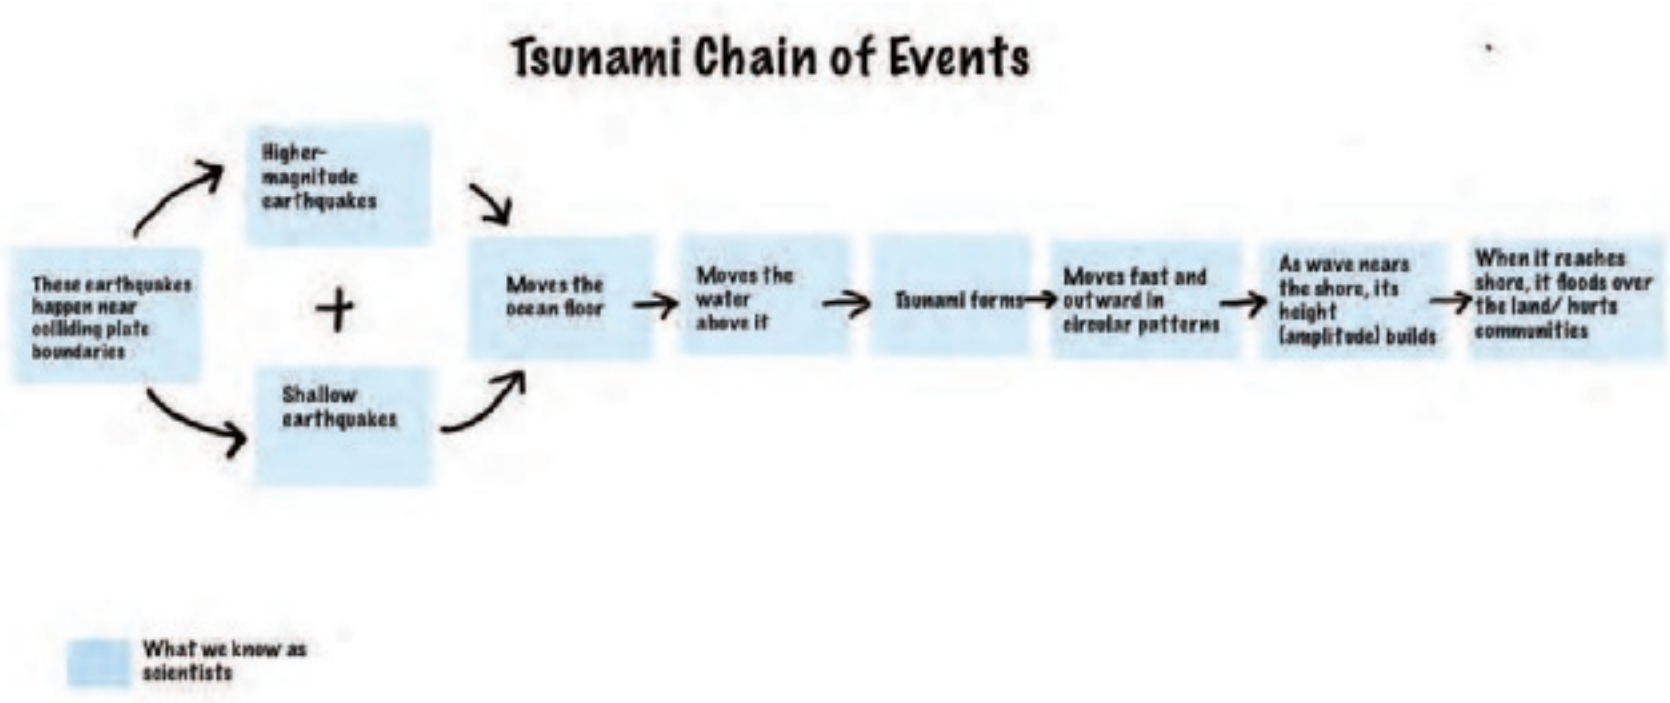 Tsunami Chain of Events
Higher-
magnitude
earthquakes
These earthquakes
happen near
colliding plate
boundaries
+
Shallow
earthquakes
Moves the
ocean floor
Moves the
water
above it
Tsunami forms
Moves fast and
outward in
circular patterns
As wave nears
the shore, its
height
(amplitude) builds
When it reaches
shore, it floods over
the land/ hurts
communities
What we know as
scientists